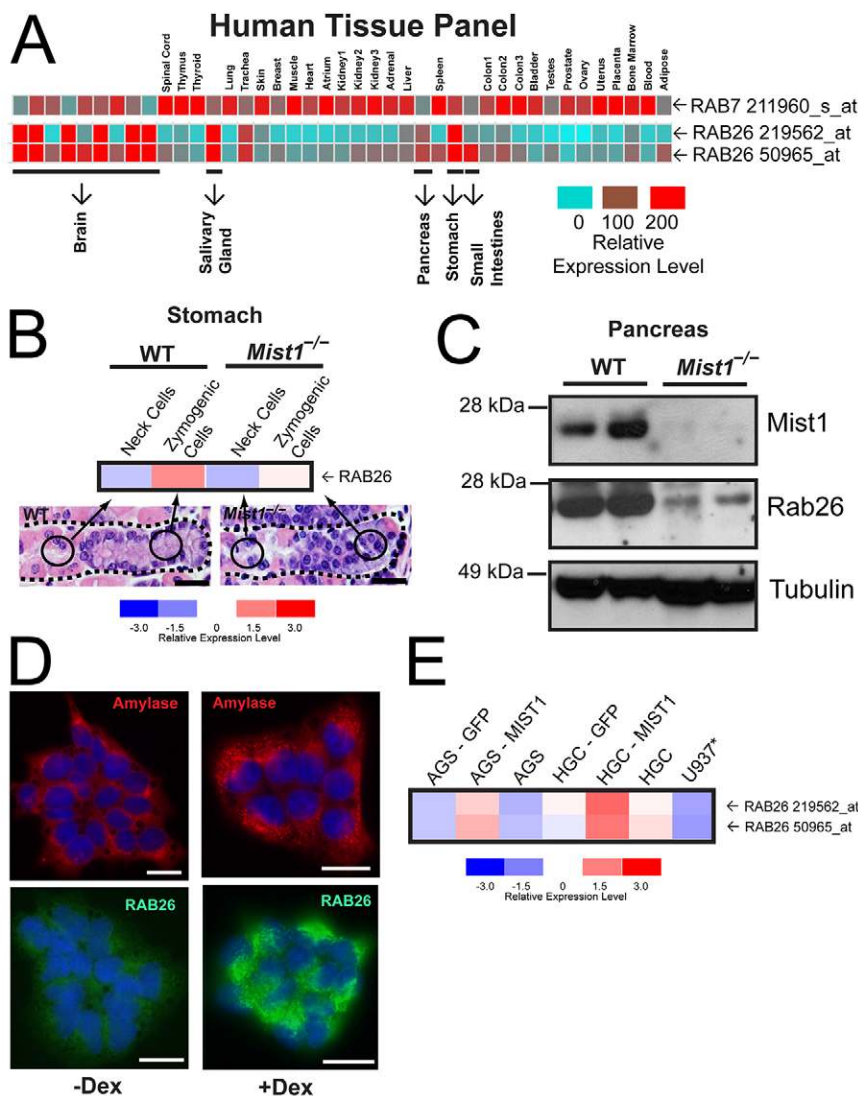 A
Human Tissue Panel
Spinal Cord
Thymus
Thyroid
Lung
Trachea
Skin
Breast
Muscle
Heart
Atrium
Kidney1
Kidney2
Kidney3
Adrenal
Liver
Spleen
Colon1
Colon2
Colon3
Bladder
Testes
Prostate
Ovary
Uterus
Placenta
Bone Marrow
Blood
Adipose
← RAB7 211960_s_at
← RAB26 219562_at
← RAB26 50965_at
Brain
Salivary
Gland
Pancreas
Stomach
Small
Intestines
0 100 200
Relative
Expression Level
B
Stomach
WT Mist1–/–
Neck Cells
Zymogenic
Cells
Neck Cells
Zymogenic
Cells
← RAB26
WT
Mist1–/–
-3.0 -1.5 0 1.5 3.0
Relative Expression Level
C
Pancreas
WT Mist1–/–
28 kDa
Mist1
28 kDa
Rab26
49 kDa
Tubulin
D
Amylase
Amylase
RAB26
RAB26
-Dex
+Dex
E
AGS - GFP
AGS - MIST1
AGS
HGC - GFP
HGC - MIST1
HGC
U937*
← RAB26 219562_at
← RAB26 50965_at
-3.0 -1.5 0 1.5 3.0
Relative Expression Level